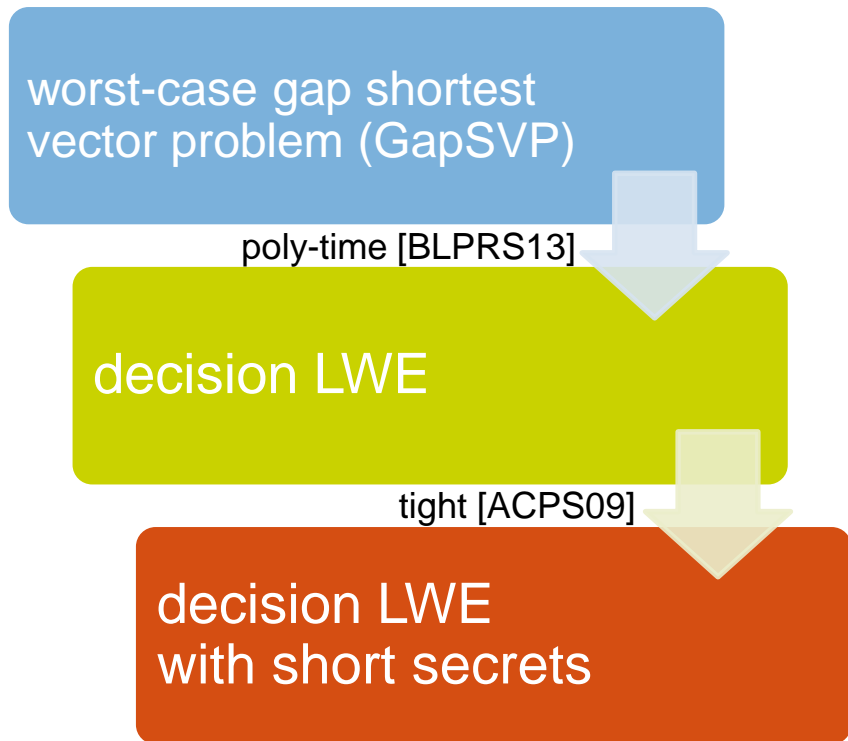 worst-case gap shortest
vector problem (GapSVP)
poly-time [BLPRS13]
decision LWE
tight [ACPS09]
decision LWE
with short secrets